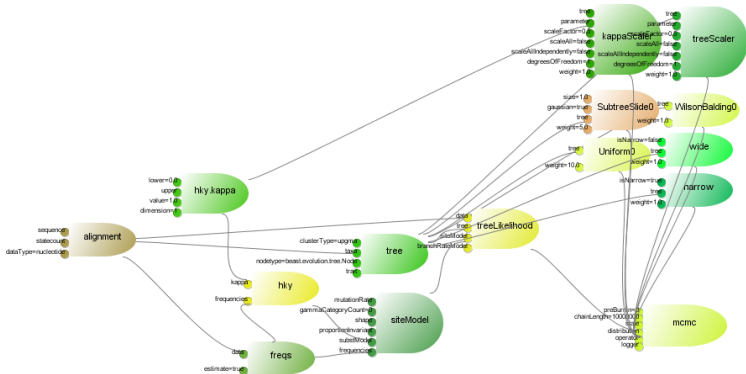 tree
parameter
scaleFactor=0.5
scaleAll=false
scaleAllIndependently=false
degreesOfFreedom=1
weight=1.0
kappaScaler
tree
parameter
scaleAll=false
scaleAllIndependently=false
degreesOfFreedom=1
weight=1.0
treeScaler
size=1.0
gaussian=true
tree
weight=5.0
SubtreeSlide0
tree
weight=1.0
WilsonBalding0
tree
weight=10.0
Uniform0
isNarrow=false
tree
weight=1.0
wide
isNarrow=true
tree
weight=1.0
narrow
lower=0.0
upper
value=1.0
dimension=1
hky.kappa
sequence
statecount
dataType=nucleotide
alignment
clusterType=upgma
taxa
nodetype=beast.evolution.tree.Node
trait
tree
data
tree
siteModel
branchRateModel
treeLikelihood
kappa
frequencies
hky
mutationRate
gammaCategoryCount=0
shape
proportionInvariant
substModel
frequencies
siteModel
data
estimate=true
freqs
preBurnin=0
chainLength=1000000
state
distribution
operator
logger
mcmc